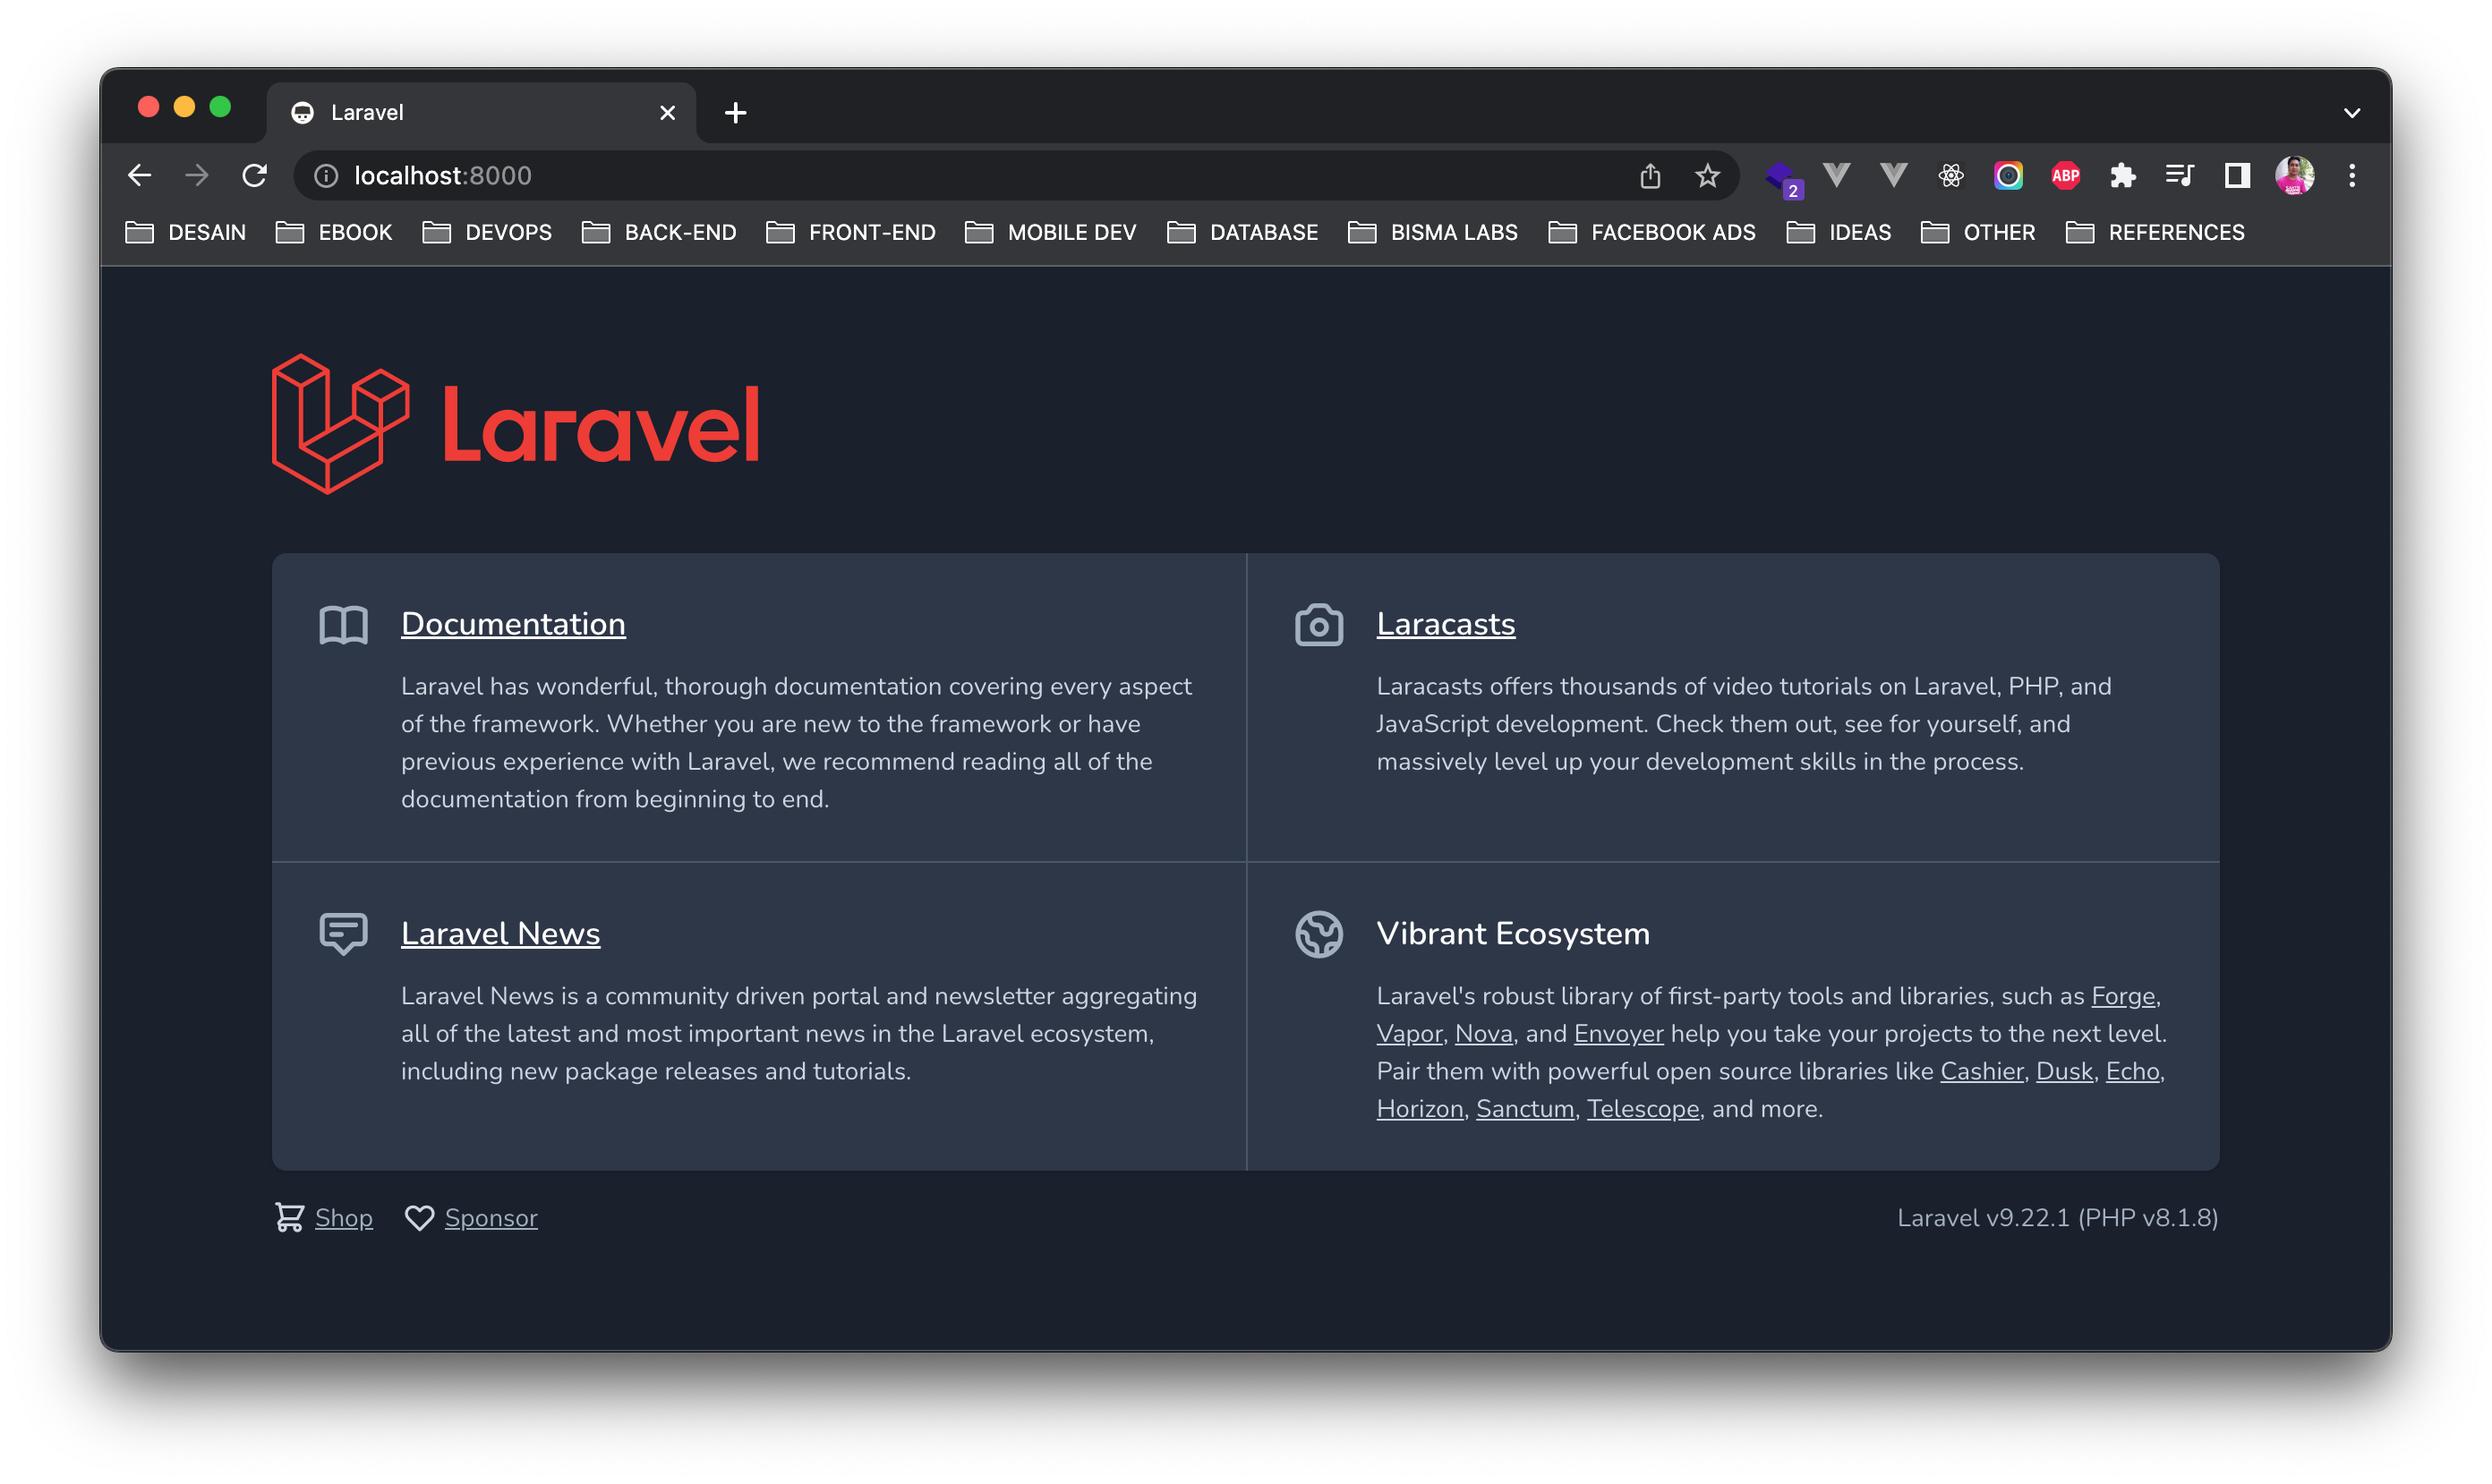 Laravel
localhost:8000
2
ABP
DESAIN EBOOK DEVOPS BACK-END FRONT-END MOBILE DEV DATABASE BISMA LABS FACEBOOK ADS IDEAS OTHER REFERENCES
Laravel
Documentation
Laravel has wonderful, thorough documentation covering every aspect
of the framework. Whether you are new to the framework or have
previous experience with Laravel, we recommend reading all of the
documentation from beginning to end.
Laracasts
Laracasts offers thousands of video tutorials on Laravel, PHP, and
JavaScript development. Check them out, see for yourself, and
massively level up your development skills in the process.
Laravel News
Laravel News is a community driven portal and newsletter aggregating
all of the latest and most important news in the Laravel ecosystem,
including new package releases and tutorials.
Vibrant Ecosystem
Laravel's robust library of first-party tools and libraries, such as Forge,
Vapor, Nova, and Envoyer help you take your projects to the next level.
Pair them with powerful open source libraries like Cashier, Dusk, Echo,
Horizon, Sanctum, Telescope, and more.
Shop Sponsor
Laravel v9.22.1 (PHP v8.1.8)